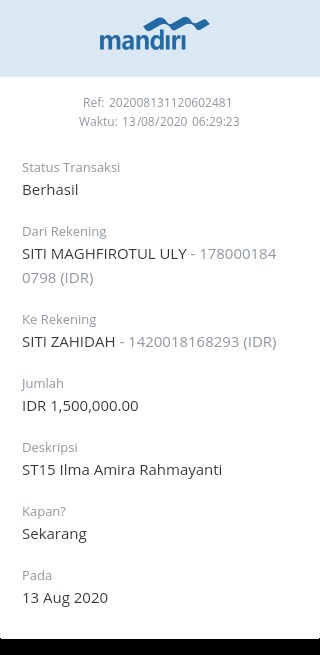 mandiri
Ref: 202008131120602481
Waktu: 13/08/2020 06:29:23
Status Transaksi
Berhasil
Dari Rekening
SITI MAGHFIROTUL ULY - 178000184
0798 (IDR)
Ke Rekening
SITI ZAHIDAH - 1420018168293 (IDR)
Jumlah
IDR 1,500,000.00
Deskripsi
ST15 Ilma Amira Rahmayanti
Kapan?
Sekarang
Pada
13 Aug 2020